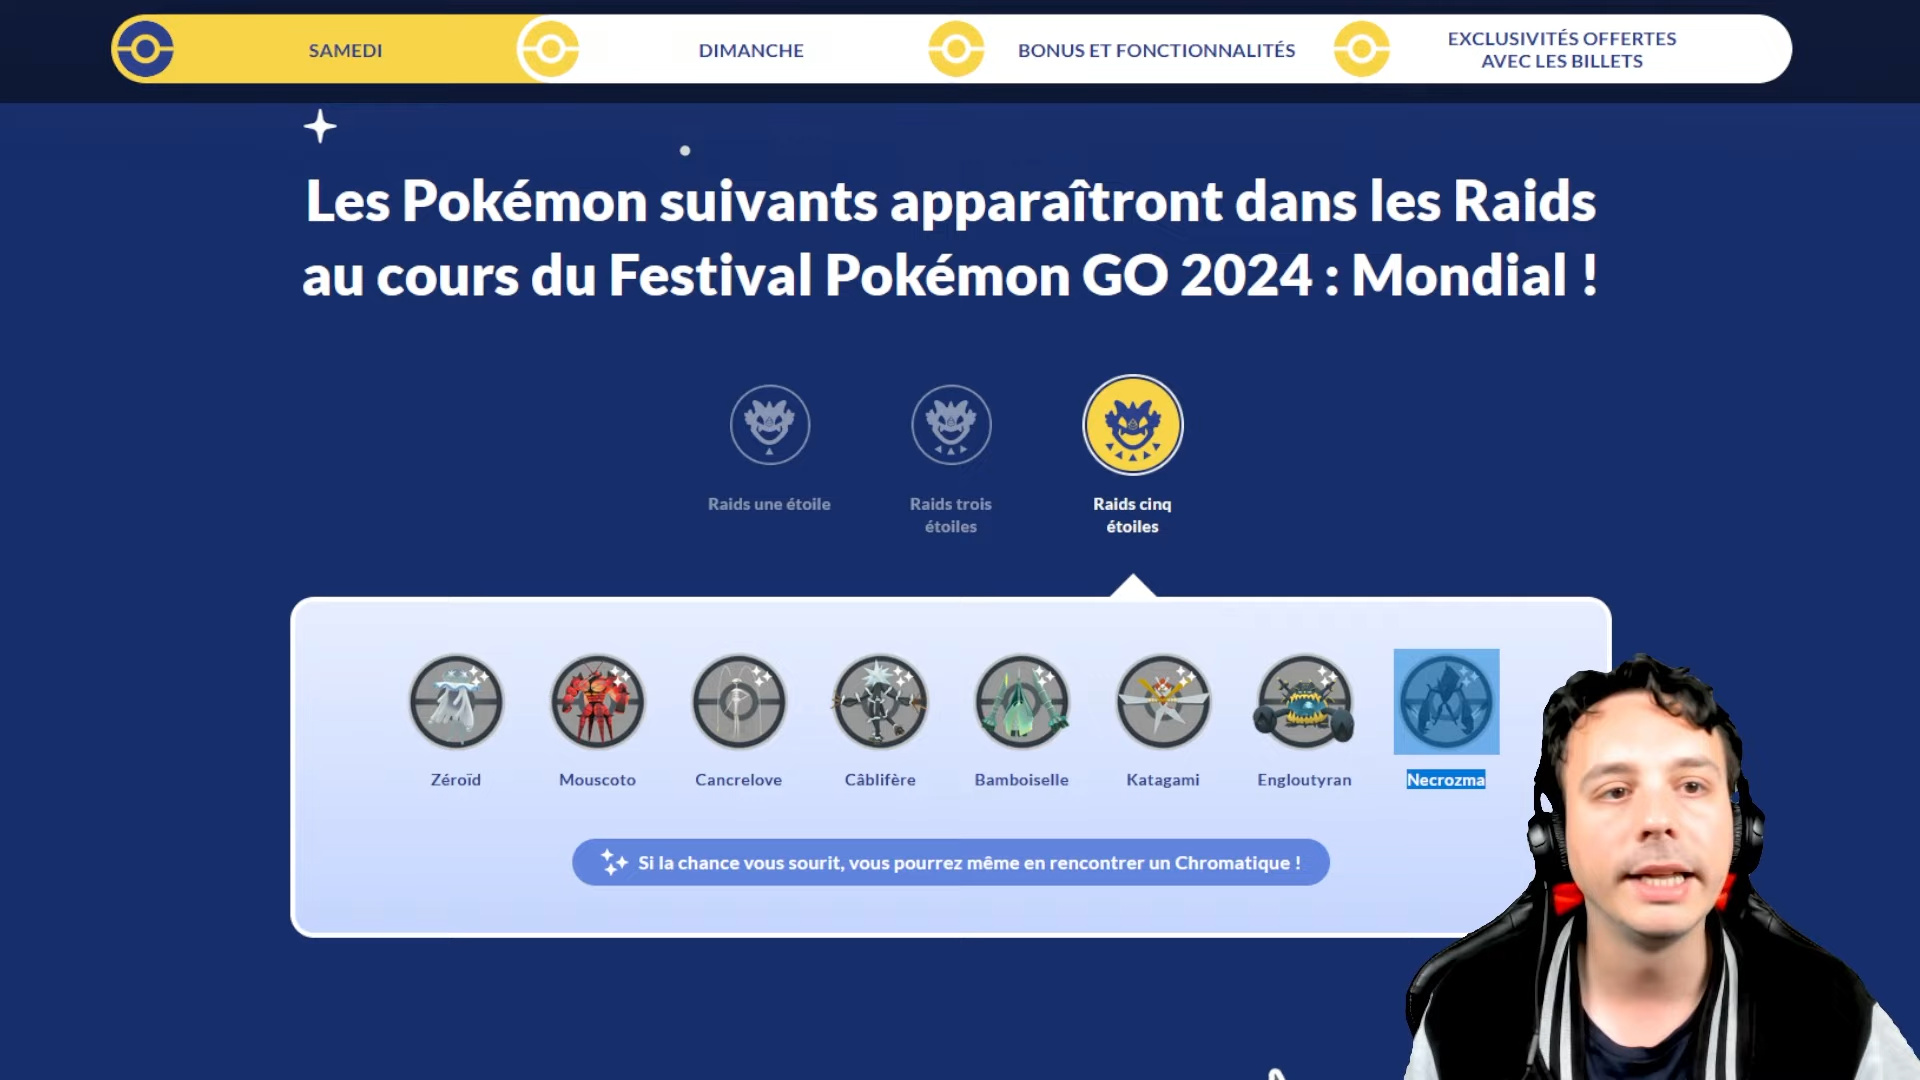 SAMEDI
DIMANCHE
BONUS ET FONCTIONNALITÉS
EXCLUSIVITÉS OFFERTES
AVEC LES BILLETS
Les Pokémon suivants apparaîtront dans les Raids
au cours du Festival Pokémon GO 2024 : Mondial !
Raids une étoile
Raids trois
étoiles
Raids cinq
étoiles
Zéroïd
Mouscoto
Cancrelove
Câblifère
Bamboiselle
Katagami
Engloutyran
Necrozma
Si la chance vous sourit, vous pourrez même en rencontrer un Chromatique !